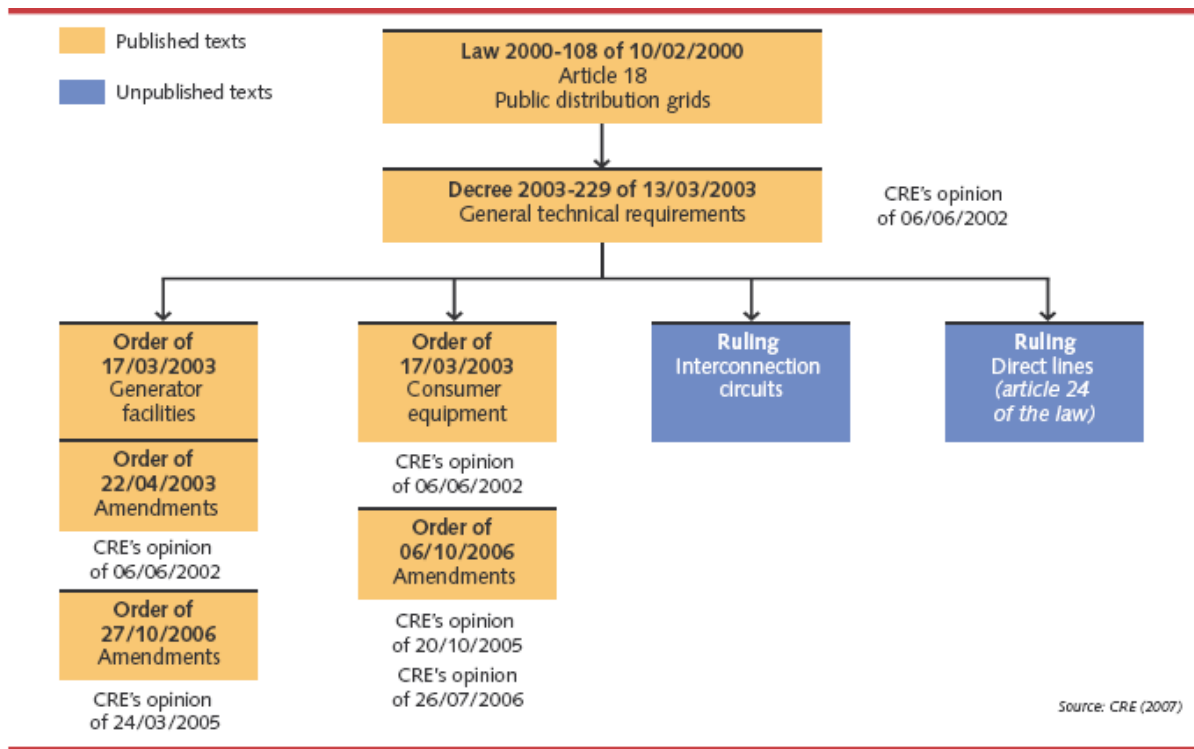 Published texts
Unpublished texts
Law 2000-108 of 10/02/2000
Article 18
Public distribution grids
Decree 2003-229 of 13/03/2003
General technical requirements
CRE's opinion
of 06/06/2002
Order of
17/03/2003
Generator
facilities
Order of
22/04/2003
Amendments
CRE's opinion
of 06/06/2002
Order of
27/10/2006
Amendments
CRE's opinion
of 24/03/2005
Order of
17/03/2003
Consumer
equipment
CRE's opinion
of 06/06/2002
Order of
06/10/2006
Amendments
CRE's opinion
of 20/10/2005
CRE's opinion
of 26/07/2006
Ruling
Interconnection
circuits
Ruling
Direct lines
(article 24
of the law)
Source: CRE (2007)